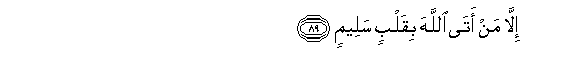 إِلَّا مَنْ أَتَى ٱللَّهَ بِقَلْبٍ سَلِيمٍ ٨٩